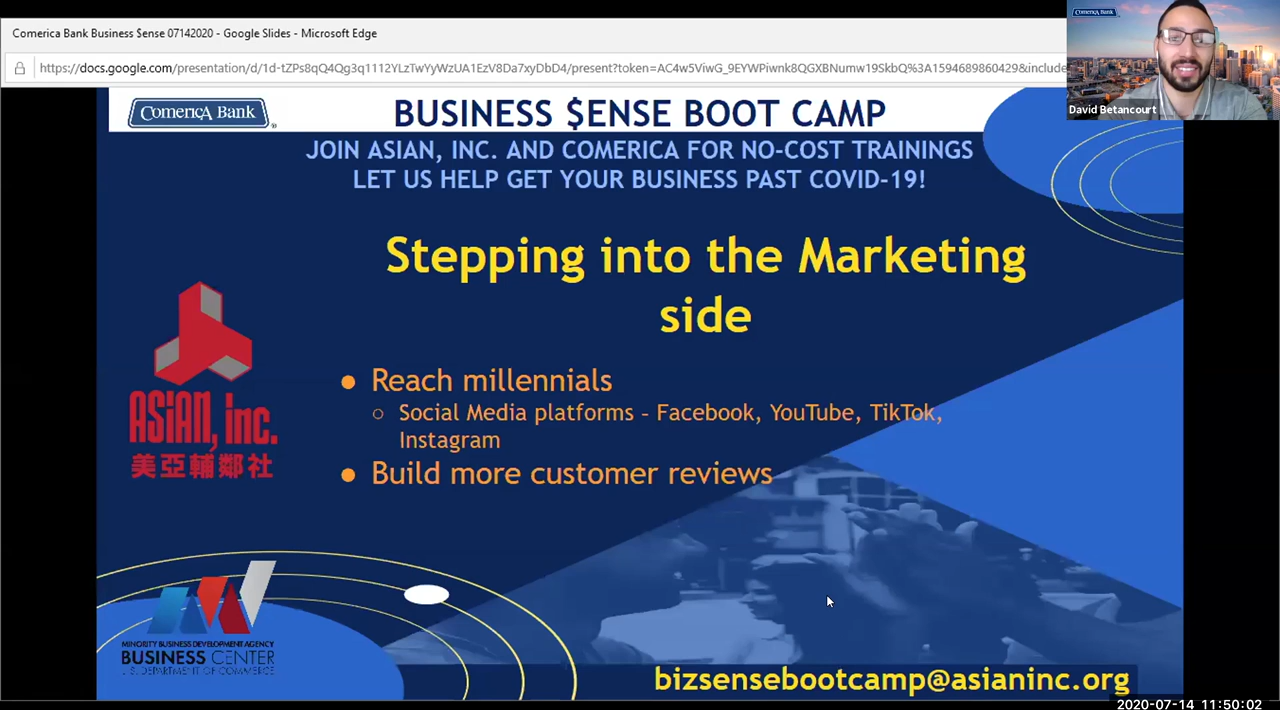 Comerica Bank Business $ense 07142020 - Google Slides - Microsoft Edge
https://docs.google.com/presentation/d/1d-tZPs8qQ4Qg3q1112YLzTwYyWzUA1EzV8Da7xyDbD4/present?token=AC4w5ViwG_9EYWPiwnk8QGXBNumw19SkbQ%3A1594689860429&include
Comerica Bank
David Betancourt
Comerica Bank
BUSINESS $ENSE BOOT CAMP
JOIN ASIAN, INC. AND COMERICA FOR NO-COST TRAININGS
LET US HELP GET YOUR BUSINESS PAST COVID-19!
Stepping into the Marketing
side
● Reach millennials
○ Social Media platforms - Facebook, YouTube, TikTok,
Instagram
● Build more customer reviews
ASIAN, inc.
美亞輔鄰社
MINORITY BUSINESS DEVELOPMENT AGENCY
BUSINESS CENTER
U.S. DEPARTMENT OF COMMERCE
bizsensebootcamp@asianinc.org
2020-07-14 11:50:02